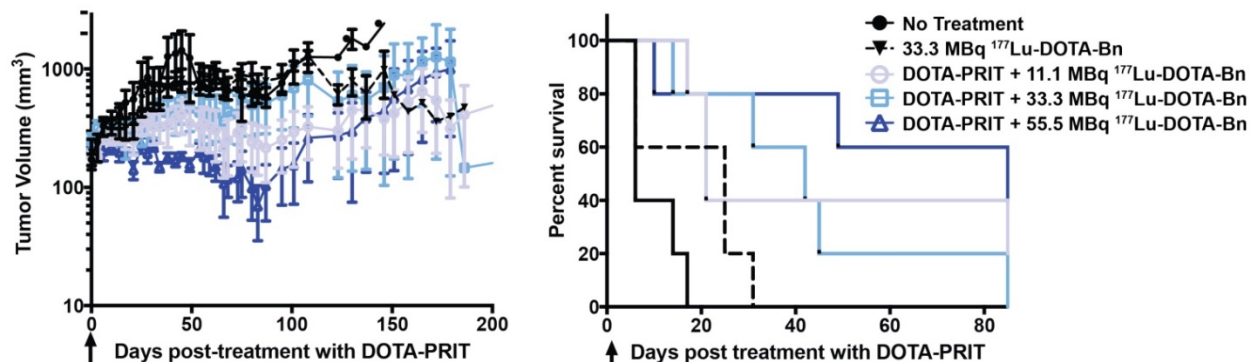 Tumor Volume (mm³)
1000
100
10
0
50
100
150
200
Days post-treatment with DOTA-PRIT
Percent survival
100
80
60
40
20
0
0
20
40
60
80
Days post treatment with DOTA-PRIT
No Treatment
33.3 MBq ¹⁷⁷Lu-DOTA-Bn
DOTA-PRIT + 11.1 MBq ¹⁷⁷Lu-DOTA-Bn
DOTA-PRIT + 33.3 MBq ¹⁷⁷Lu-DOTA-Bn
DOTA-PRIT + 55.5 MBq ¹⁷⁷Lu-DOTA-Bn